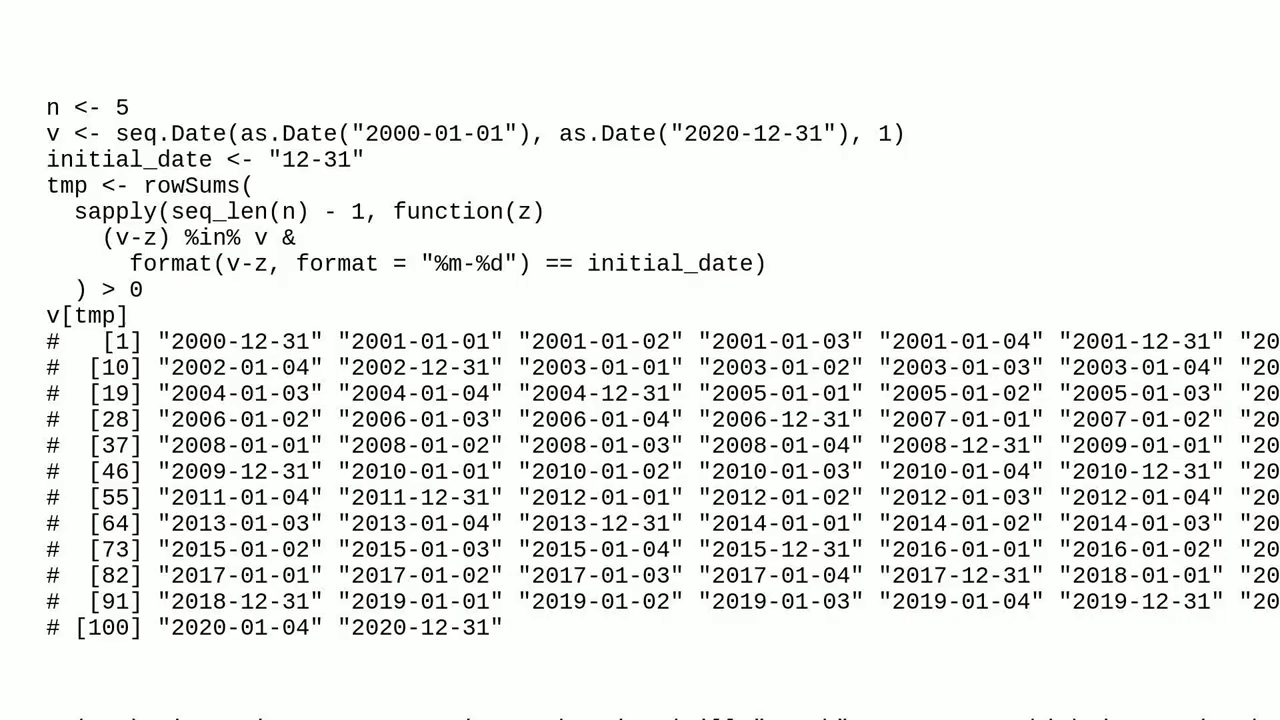 n <- 5
v <- seq.Date(as.Date("2000-01-01"), as.Date("2020-12-31"), 1)
initial_date <- "12-31"
tmp <- rowSums(
  sapply(seq_len(n) - 1, function(z)
    (v-z) %in% v &
      format(v-z, format = "%m-%d") == initial_date)
  ) > 0
v[tmp]
#   [1] "2000-12-31" "2001-01-01" "2001-01-02" "2001-01-03" "2001-01-04" "2001-12-31" "20
#  [10] "2002-01-04" "2002-12-31" "2003-01-01" "2003-01-02" "2003-01-03" "2003-01-04" "20
#  [19] "2004-01-03" "2004-01-04" "2004-12-31" "2005-01-01" "2005-01-02" "2005-01-03" "20
#  [28] "2006-01-02" "2006-01-03" "2006-01-04" "2006-12-31" "2007-01-01" "2007-01-02" "20
#  [37] "2008-01-01" "2008-01-02" "2008-01-03" "2008-01-04" "2008-12-31" "2009-01-01" "20
#  [46] "2009-12-31" "2010-01-01" "2010-01-02" "2010-01-03" "2010-01-04" "2010-12-31" "20
#  [55] "2011-01-04" "2011-12-31" "2012-01-01" "2012-01-02" "2012-01-03" "2012-01-04" "20
#  [64] "2013-01-03" "2013-01-04" "2013-12-31" "2014-01-01" "2014-01-02" "2014-01-03" "20
#  [73] "2015-01-02" "2015-01-03" "2015-01-04" "2015-12-31" "2016-01-01" "2016-01-02" "20
#  [82] "2017-01-01" "2017-01-02" "2017-01-03" "2017-01-04" "2017-12-31" "2018-01-01" "20
#  [91] "2018-12-31" "2019-01-01" "2019-01-02" "2019-01-03" "2019-01-04" "2019-12-31" "20
# [100] "2020-01-04" "2020-12-31"